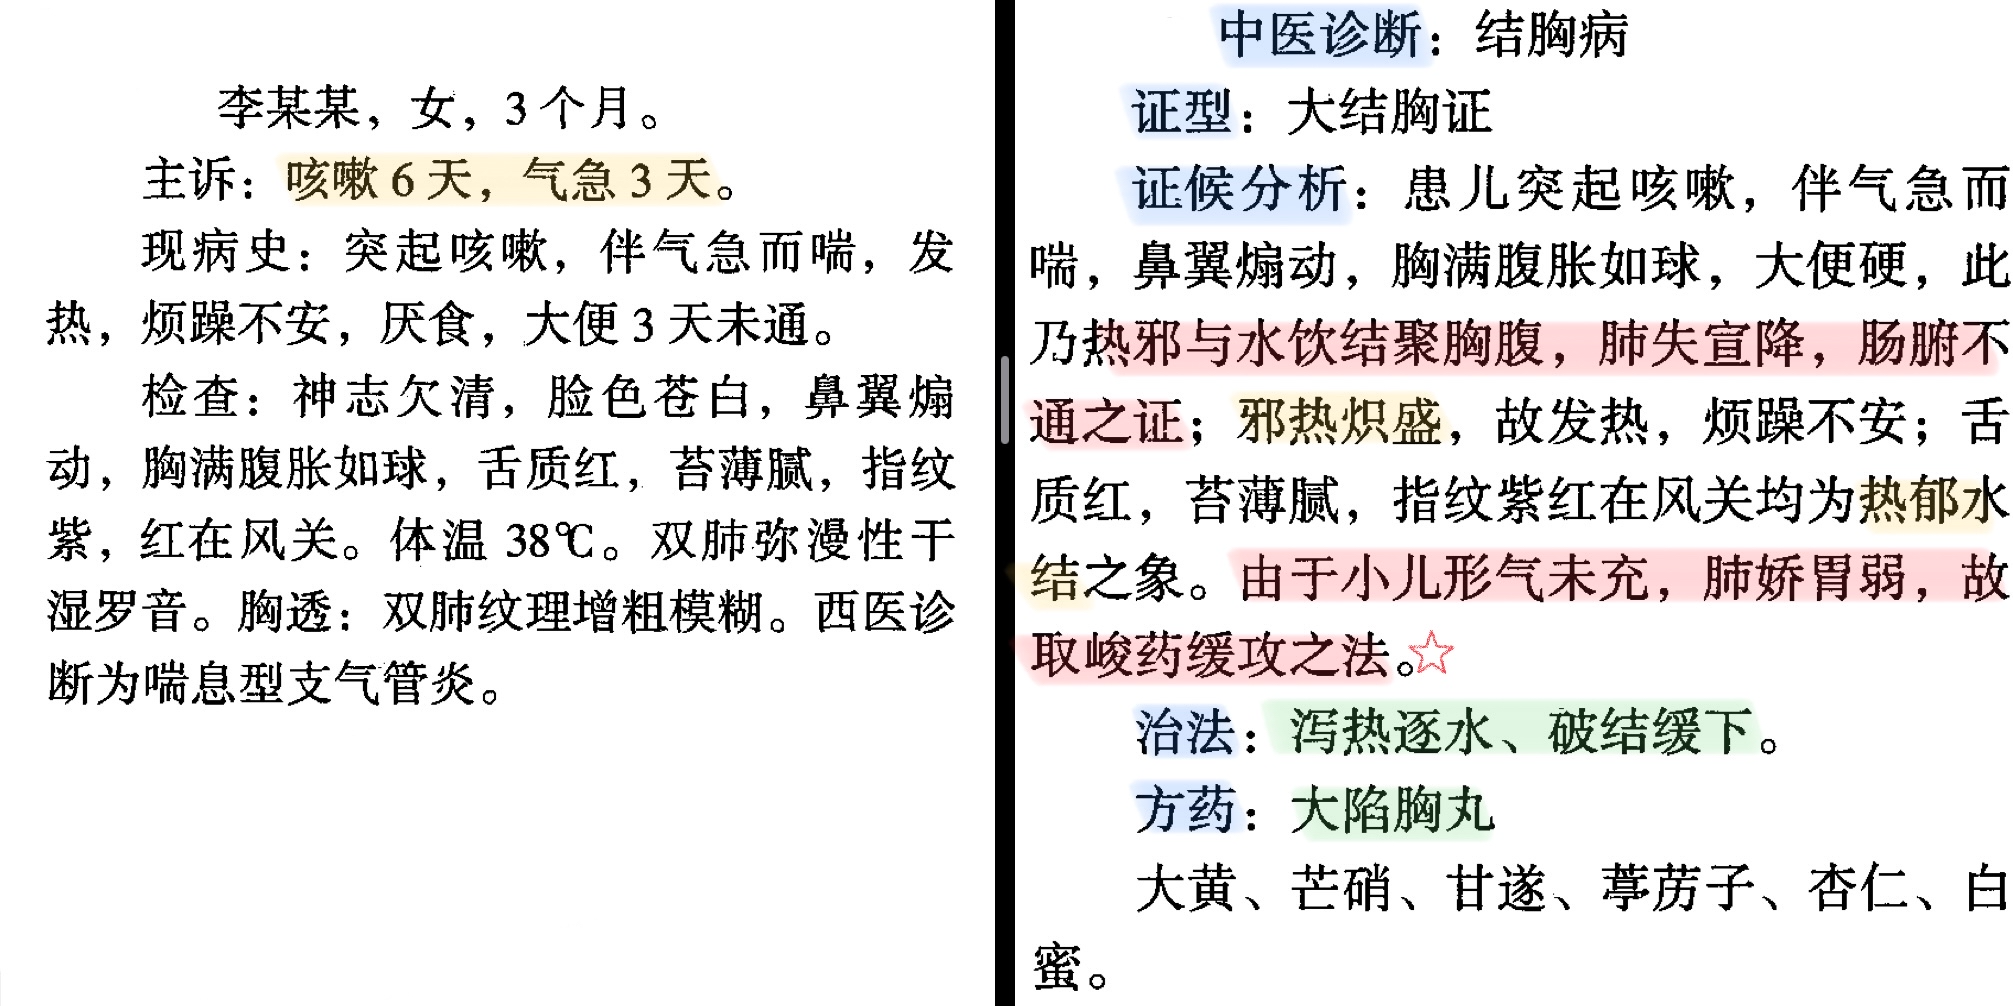 李某某，女，3个月。
主诉：咳嗽6天，气急3天。
现病史：突起咳嗽，伴气急而喘，发
热，烦躁不安，厌食，大便3天未通。
检查：神志欠清，脸色苍白，鼻翼煽
动，胸满腹胀如球，舌质红，苔薄腻，指纹
紫，红在风关。体温38℃。双肺弥漫性干
湿罗音。胸透：双肺纹理增粗模糊。西医诊
断为喘息型支气管炎。
中医诊断：结胸病
证型：大结胸证
证候分析：患儿突起咳嗽，伴气急而
喘，鼻翼煽动，胸满腹胀如球，大便硬，此
乃热邪与水饮结聚胸腹，肺失宣降，肠腑不
通之证；邪热炽盛，故发热，烦躁不安；舌
质红，苔薄腻，指纹紫红在风关均为热郁水
结之象。由于小儿形气未充，肺娇胃弱，故
取峻药缓攻之法。☆
治法：泻热逐水、破结缓下。
方药：大陷胸丸
大黄、芒硝、甘遂、葶苈子、杏仁、白
蜜。